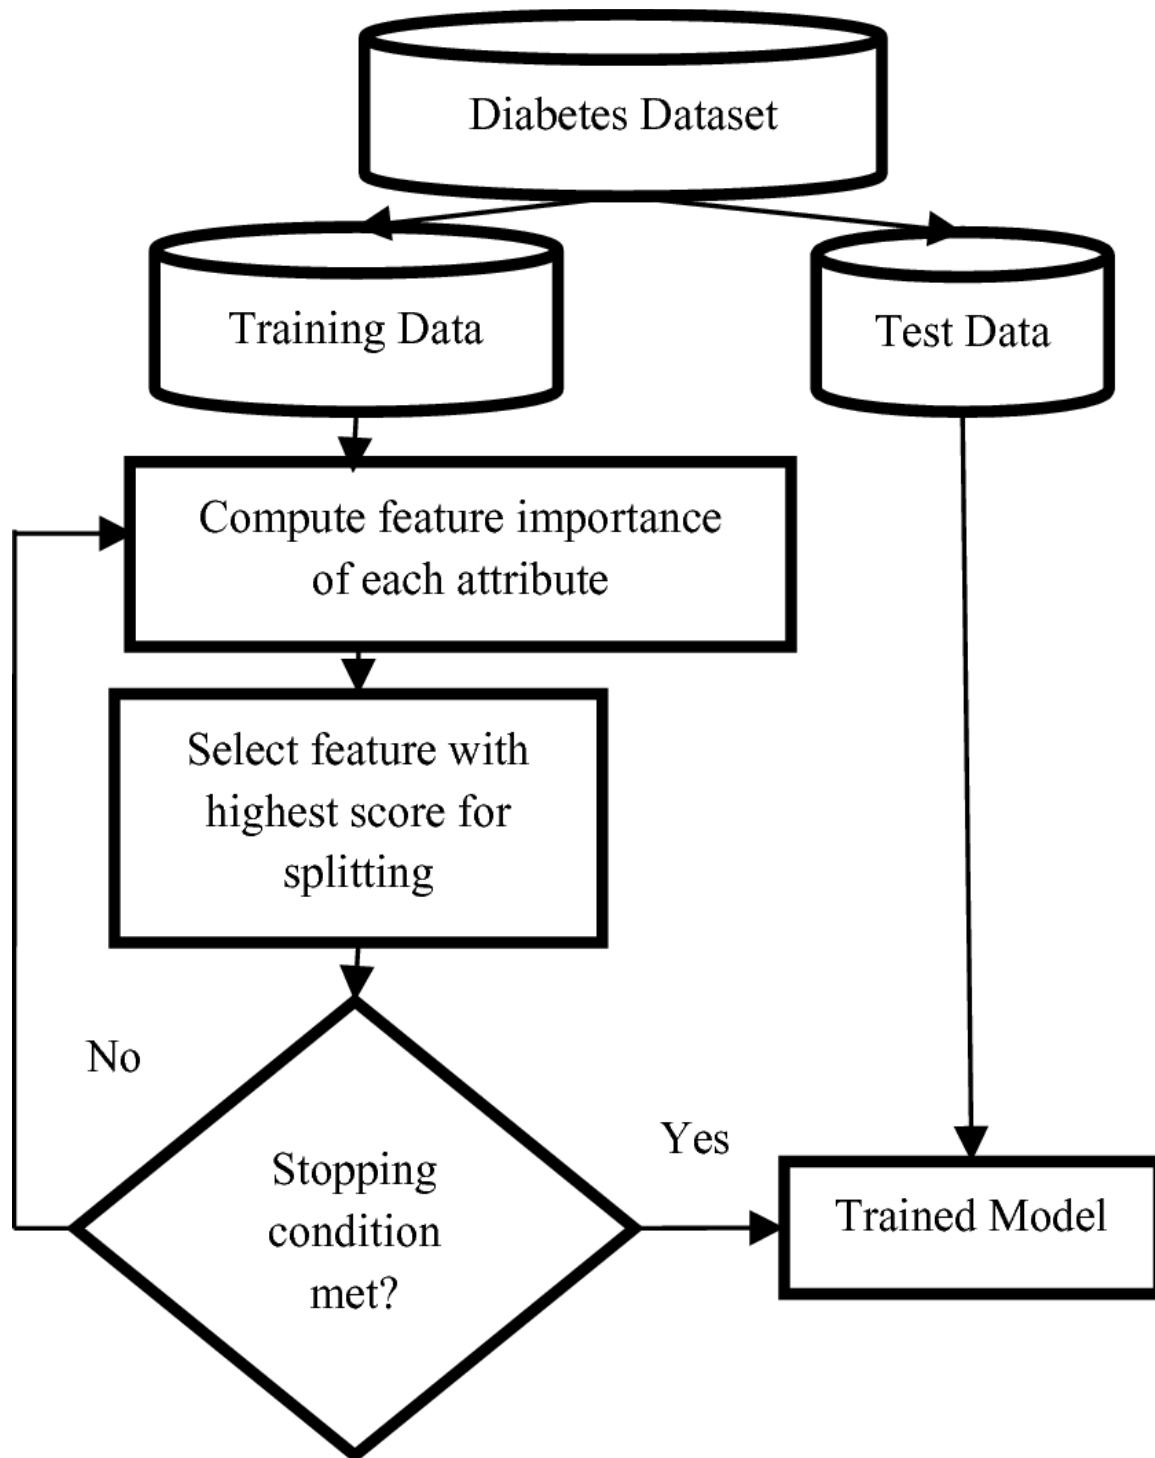 Diabetes Dataset
Training Data
Test Data
Compute feature importance
of each attribute
Select feature with
highest score for
splitting
No
Yes
Stopping
condition
met?
Trained Model